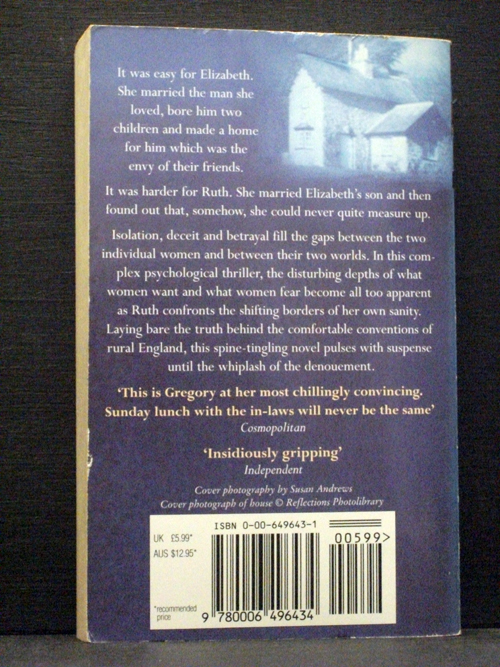 It was easy for Elizabeth.
She married the man she
loved, bore him two
children and made a home
for him which was the
envy of their friends.
It was harder for Ruth. She married Elizabeth's son and then
found out that, somehow, she could never quite measure up.
Isolation, deceit and betrayal fill the gaps between the two
individual women and between their two worlds. In this com-
plex psychological thriller, the disturbing depths of what
women want and what women fear become all too apparent
as Ruth confronts the shifting borders of her own sanity.
Laying bare the truth behind the comfortable conventions of
rural England, this spine-tingling novel pulses with suspense
until the whiplash of the denouement.
'This is Gregory at her most chillingly convincing.
Sunday lunch with the in-laws will never be the same'
Cosmopolitan
'Insidiously gripping'
Independent
Cover photography by Susan Andrews
Cover photograph of house © Reflections Photolibrary
ISBN 0-00-649643-1
UK £5.99*
AUS $12.95*
00599>
*recommended
price
9 780006 496434